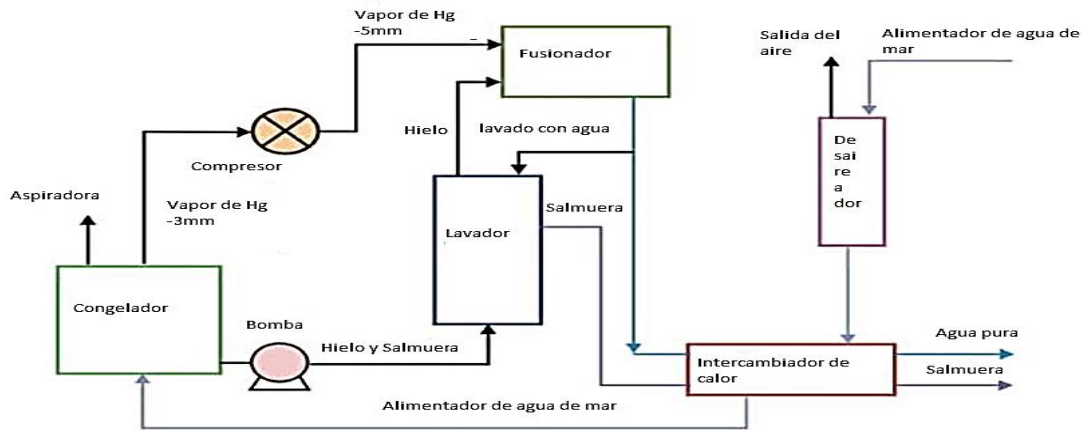 Vapor de Hg
-5mm
Fusionador
Salida del
aire
Alimentador de agua de
mar
Hielo
lavado con agua
De
sai
re
a
dor
Compresor
Aspiradora
Vapor de Hg
-3mm
Salmuera
Lavador
Congelador
Bomba
Hielo y Salmuera
Agua pura
Intercambiador de
calor
Salmuera
Alimentador de agua de mar